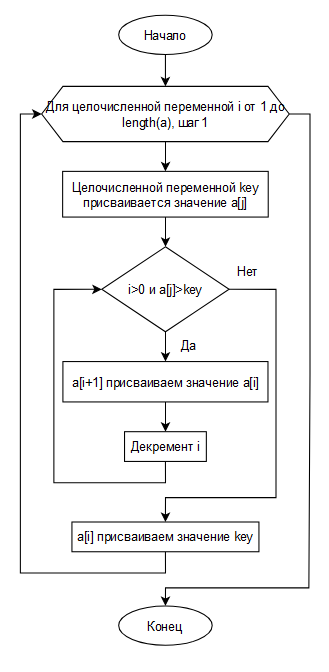 Начало
Для целочисленной переменной i от 1 до
length(a), шаг 1
Целочисленной переменной key
присваивается значение a[j]
i>0 и a[j]>key
Нет
Да
a[i+1] присваиваем значение a[i]
Декремент i
a[i] присваиваем значение key
Конец